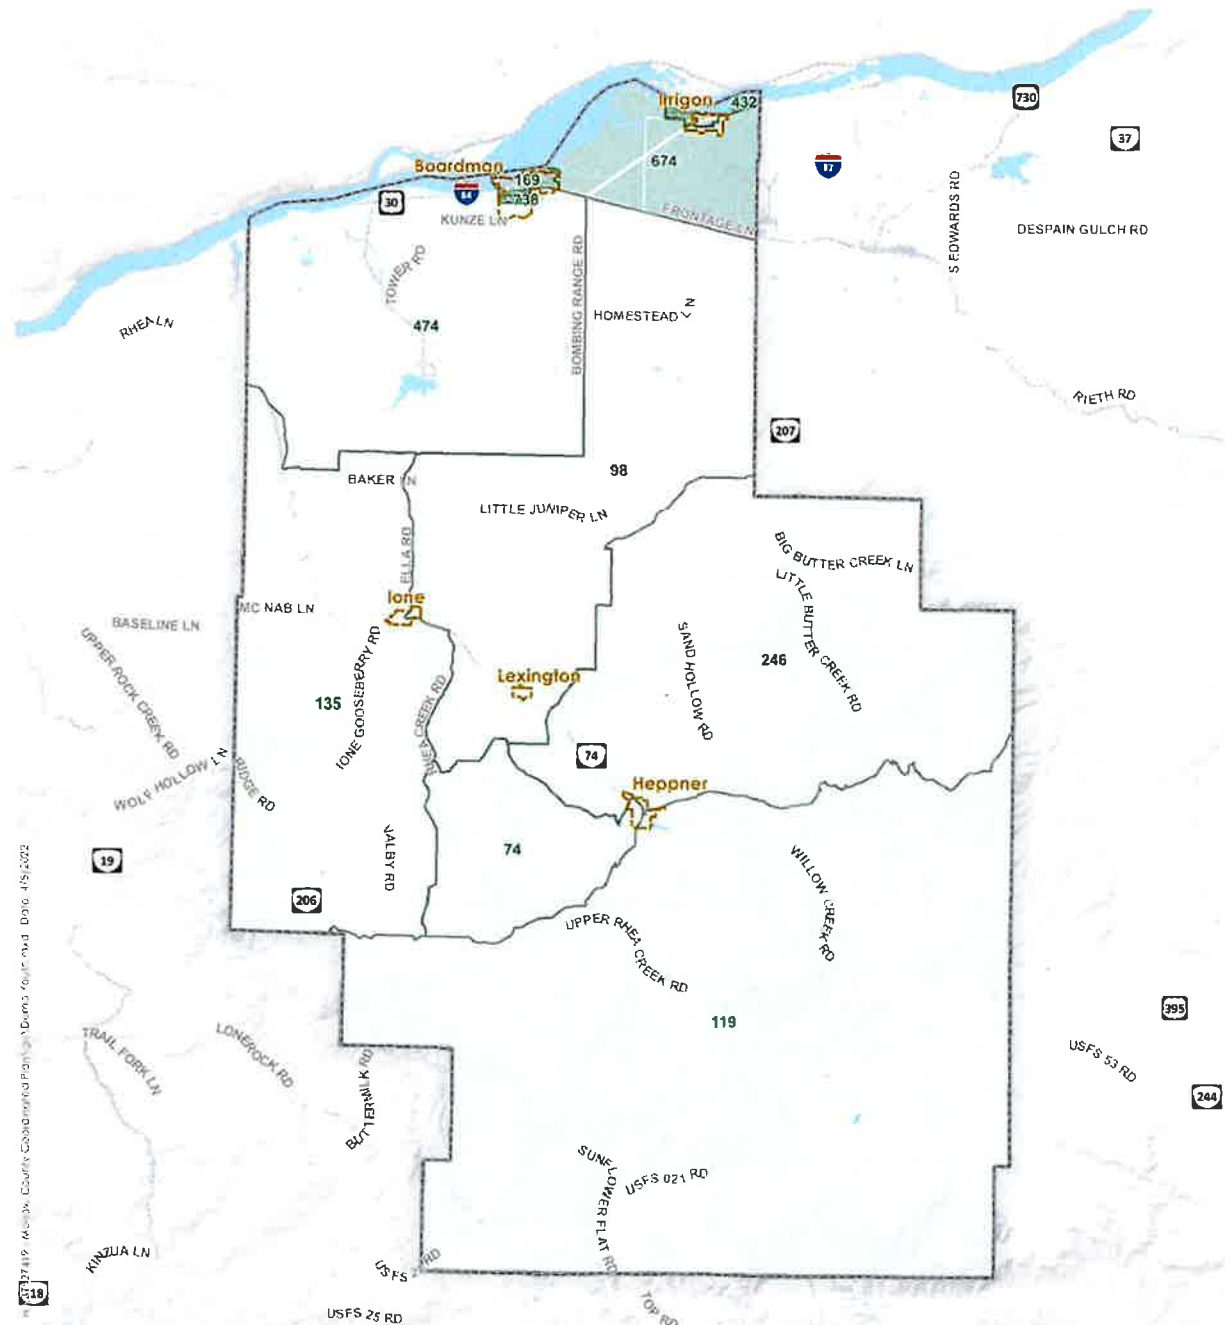 Irrigon
432
730
37
674
Boardman
169
738
84
87
30
KUNZE LN
FRONTAGE LN
S EDWARDS RD
DESPAIN GULCH RD
TOWER RD
BOMBING RANGE RD
HOMESTEAD
RHEA LN
474
RIETH RD
207
98
BAKER LN
LITTLE JUNIPER LN
ELLA RD
BIG BUTTER CREEK LN
LITTLE BUTTER CREEK RD
Ione
MC NAB LN
BASELINE LN
UPPER ROCK CREEK RD
IONE GOOSEBERRY RD
SAND HOLLOW RD
246
Lexington
135
RHEA CREEK RD
WOLF HOLLOW LN
RIDGE RD
74
Heppner
VALBY RD
74
19
206
WILLOW CREEK RD
UPPER RHEA CREEK RD
119
395
TRAIL FORK LN
LONEROCK RD
BUTTERMILK RD
USFS 53 RD
244
SUNFLOWER FLAT RD
USFS 021 RD
KINZUA LN
USFS
RD
218
USFS 25 RD
TOP RD